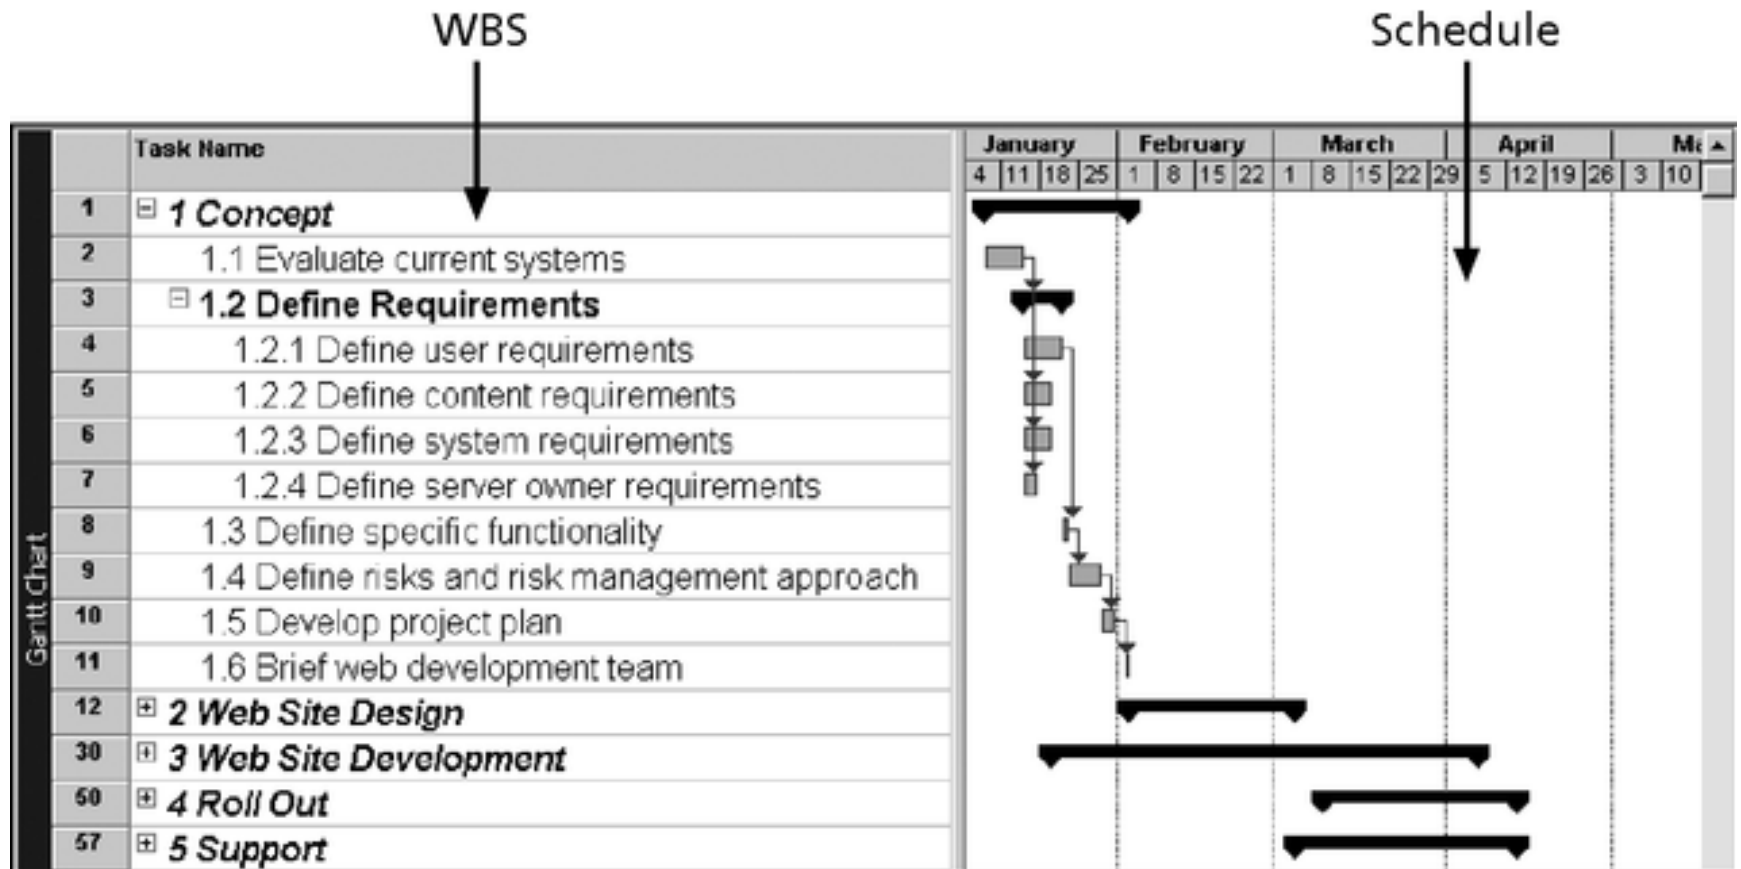 WBS Schedule
Task Name January February March April
4 11 18 25 1 8 15 22 1 8 15 22 29 5 12 19 26 3 10
1 1 Concept
2 1.1 Evaluate current systems
3 1.2 Define Requirements
4 1.2.1 Define user requirements
5 1.2.2 Define content requirements
6 1.2.3 Define system requirements
7 1.2.4 Define server owner requirements
8 1.3 Define specific functionality
9 1.4 Define risks and risk management approach
10 1.5 Develop project plan
11 1.6 Brief web development team
12 2 Web Site Design
30 3 Web Site Development
50 4 Roll Out
57 5 Support
Gantt Chart